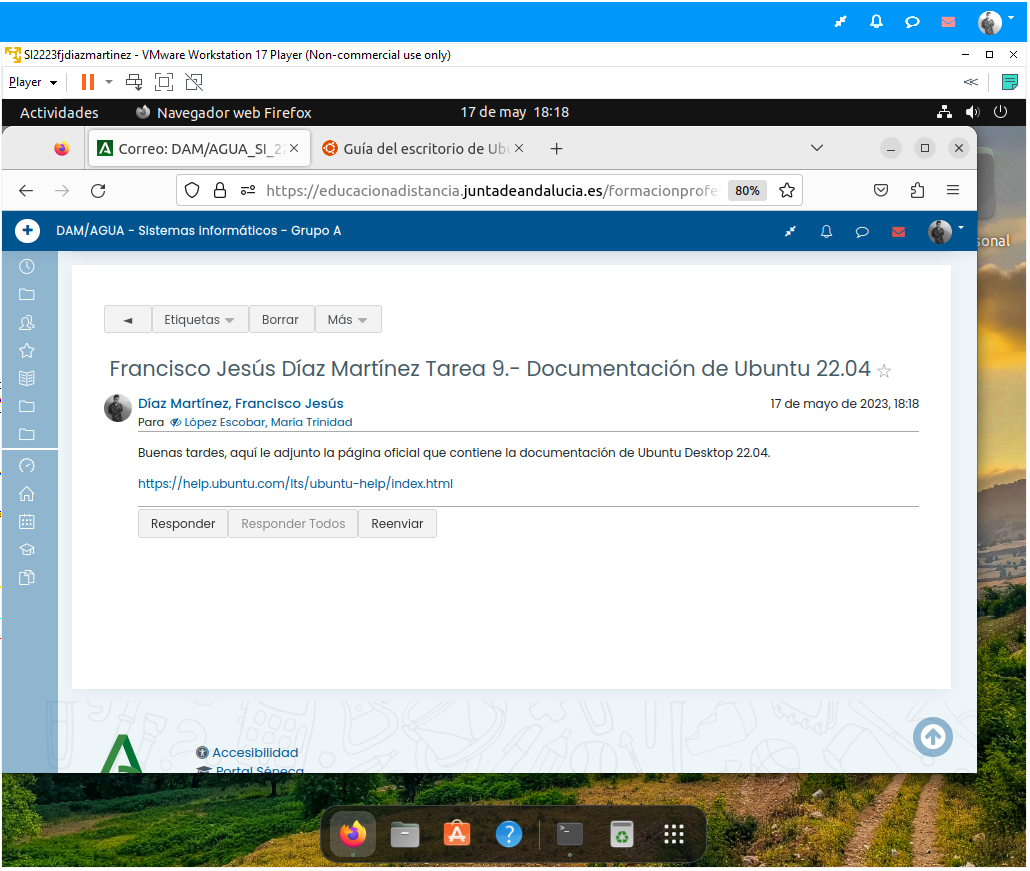 SI2223fjdiazmartinez - VMware Workstation 17 Player (Non-commercial use only)
Player
Actividades Navegador web Firefox 17 de may 18:18
Correo: DAM/AGUA_SI_2 Guía del escritorio de Ub
https://educacionadistancia.juntadeandalucia.es/formacionprofe 80%
DAM/AGUA - Sistemas Informáticos - Grupo A
sonal
◄ Etiquetas Borrar Más
Francisco Jesús Díaz Martínez Tarea 9.- Documentación de Ubuntu 22.04
Díaz Martínez, Francisco Jesús 17 de mayo de 2023, 18:18
Para López Escobar, María Trinidad
Buenas tardes, aquí le adjunto la página oficial que contiene la documentación de Ubuntu Desktop 22.04.
https://help.ubuntu.com/lts/ubuntu-help/index.html
Responder Responder Todos Reenviar
Accesibilidad
Portal Séneca